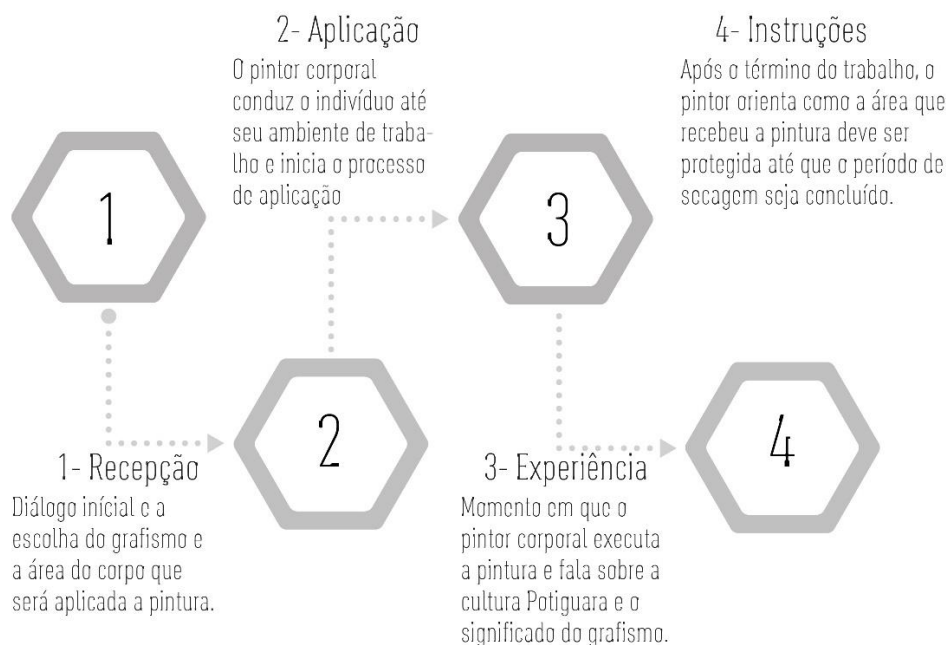 1
1- Recepção
Diálogo inícial e a
escolha do grafismo e
a área do corpo que
será aplicada a pintura.
2- Aplicação
O pintor corporal
conduz o indivíduo até
seu ambiente de traba-
lho e inicia o processo
de aplicação
2
3
3- Experiência
Momento em que o
pintor corporal executa
a pintura e fala sobre a
cultura Potiguara e o
significado do grafismo.
4- Instruções
Após o término do trabalho, o
pintor orienta como a área que
recebeu a pintura deve ser
protegida até que o período de
secagem seja concluído.
4